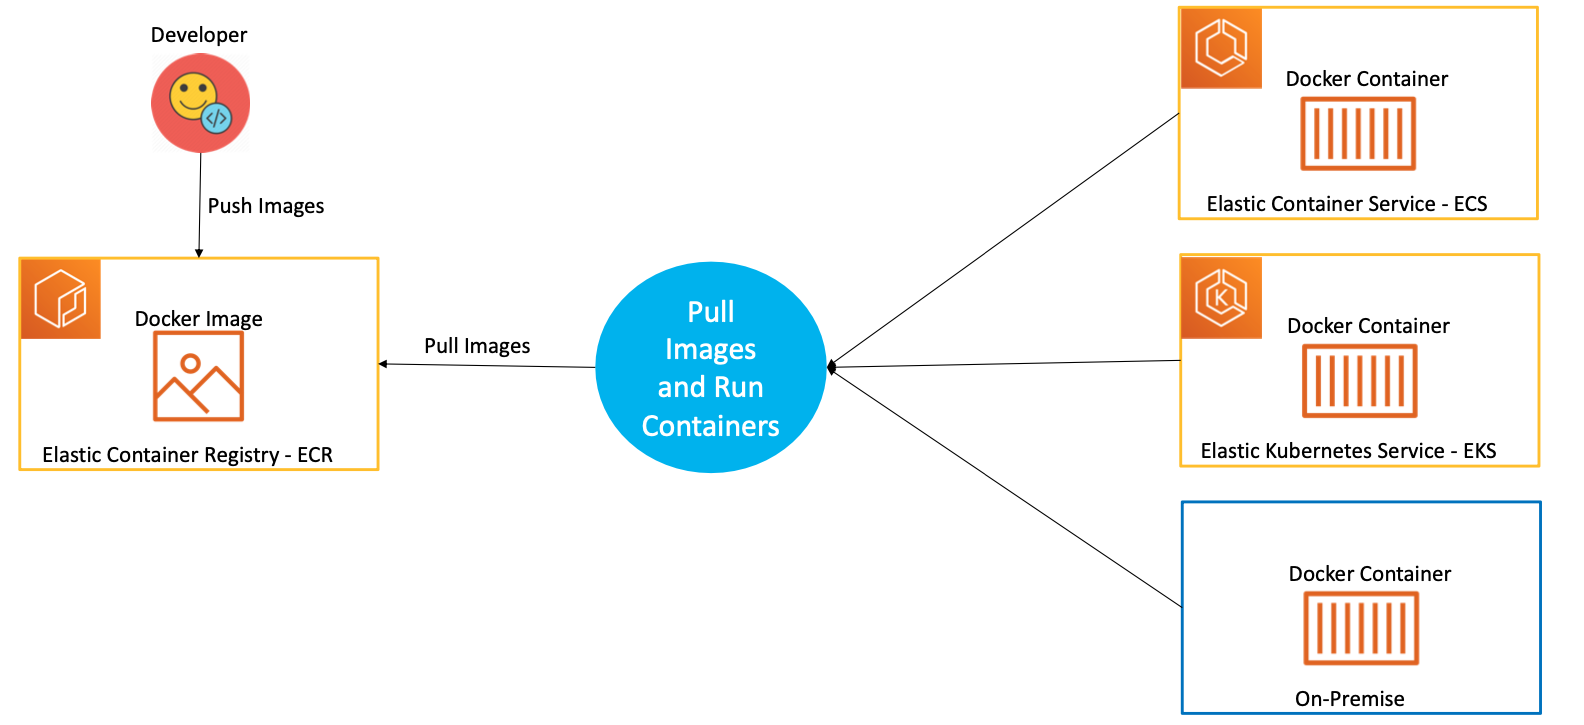 Developer
Push Images
Docker Image
Elastic Container Registry - ECR
Pull Images
Pull
Images
and Run
Containers
Docker Container
Elastic Container Service - ECS
K
Docker Container
Elastic Kubernetes Service - EKS
Docker Container
On-Premise